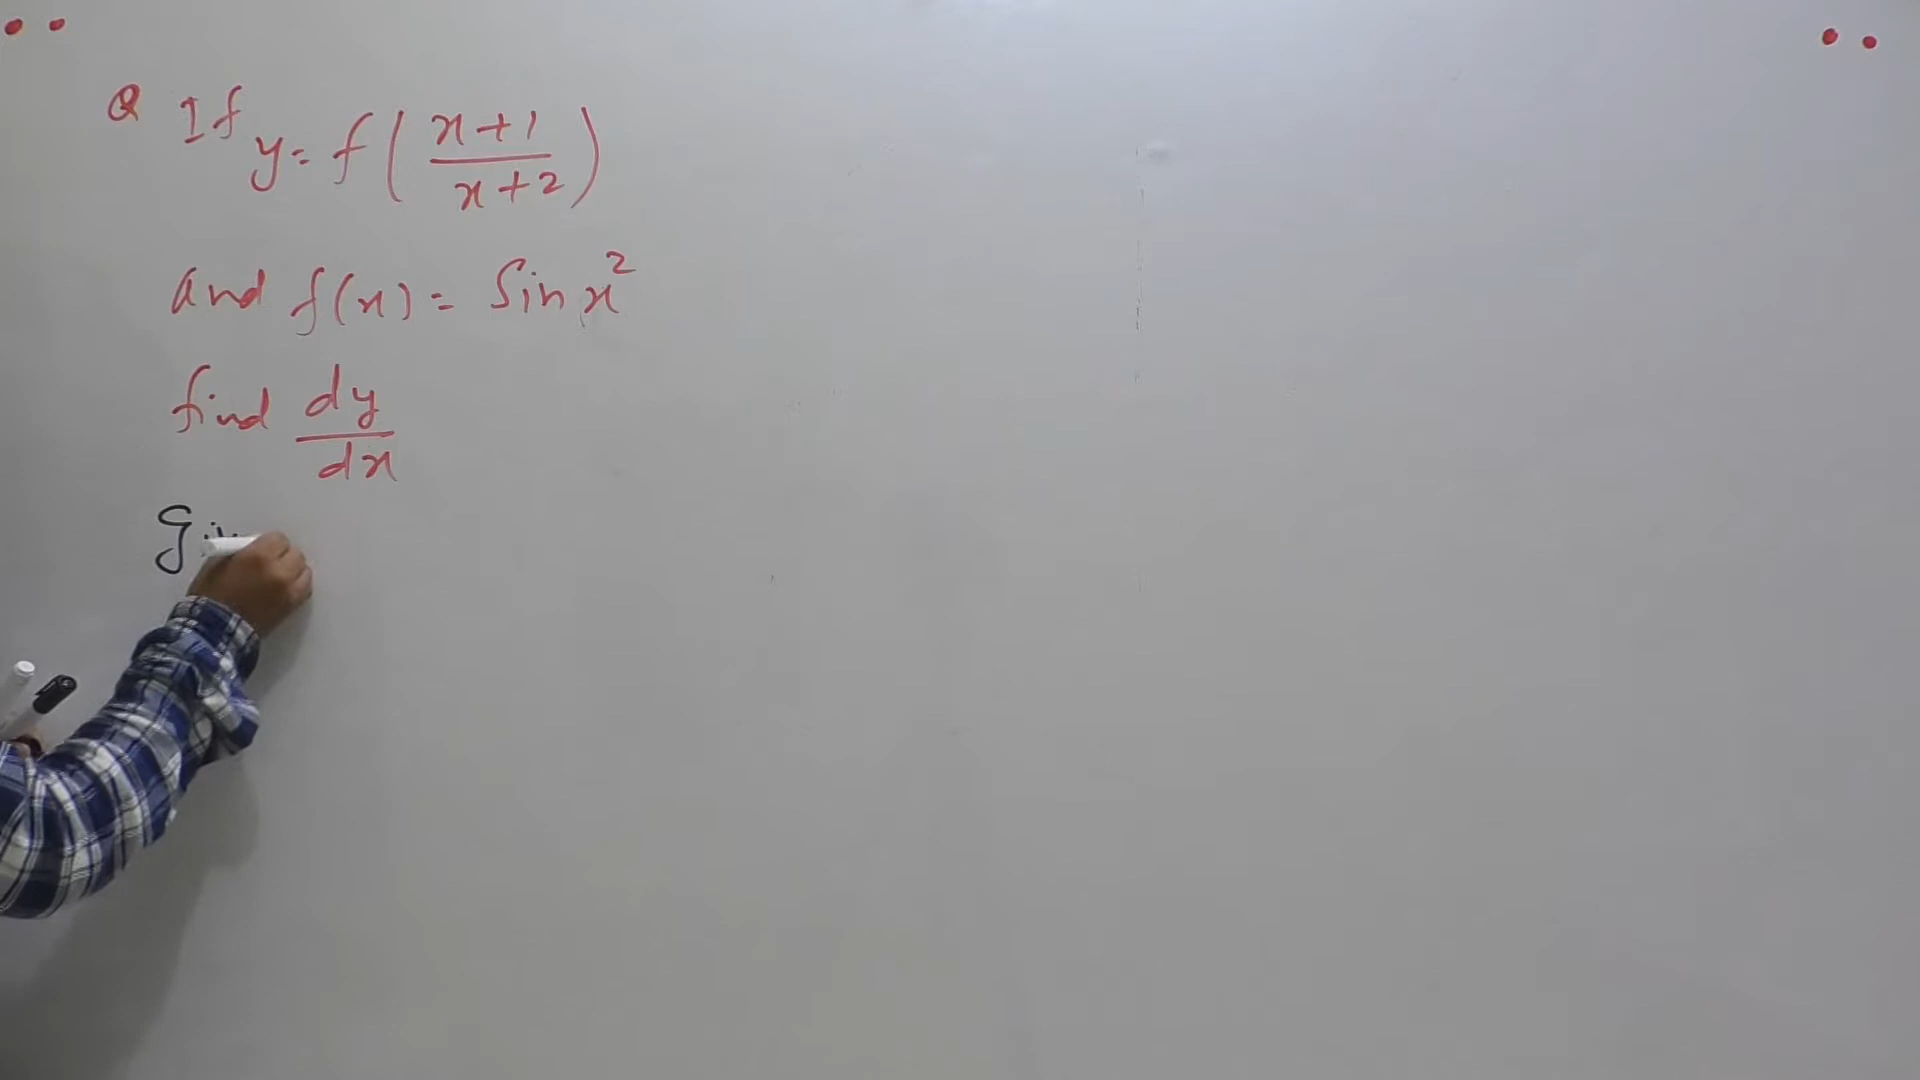 Q If y = f((x+1)/(x+2))
and f(x) = Sin x²
find dy/dx